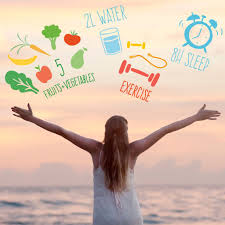 5
FRUITS+VEGETABLES
2L WATER
EXERCISE
8H SLEEP